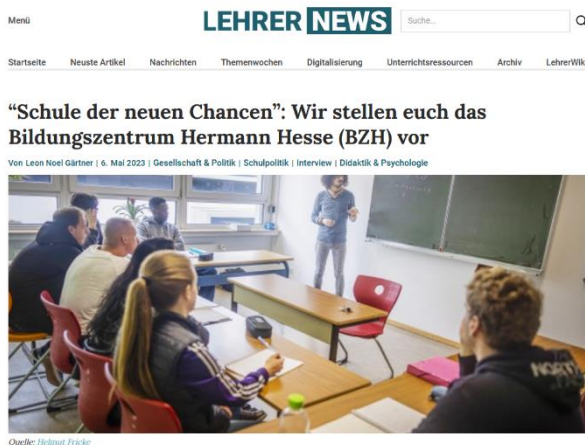 Menü
LEHRER NEWS
Suche...
Startseite Neuste Artikel Nachrichten Themenwochen Digitalisierung Unterrichtsressourcen Archiv LehrerWik
“Schule der neuen Chancen”: Wir stellen euch das
Bildungszentrum Hermann Hesse (BZH) vor
Von Leon Noel Gärtner | 6. Mai 2023 | Gesellschaft & Politik | Schulpolitik | Interview | Didaktik & Psychologie
NORTH
Quelle: Helmut Fricke